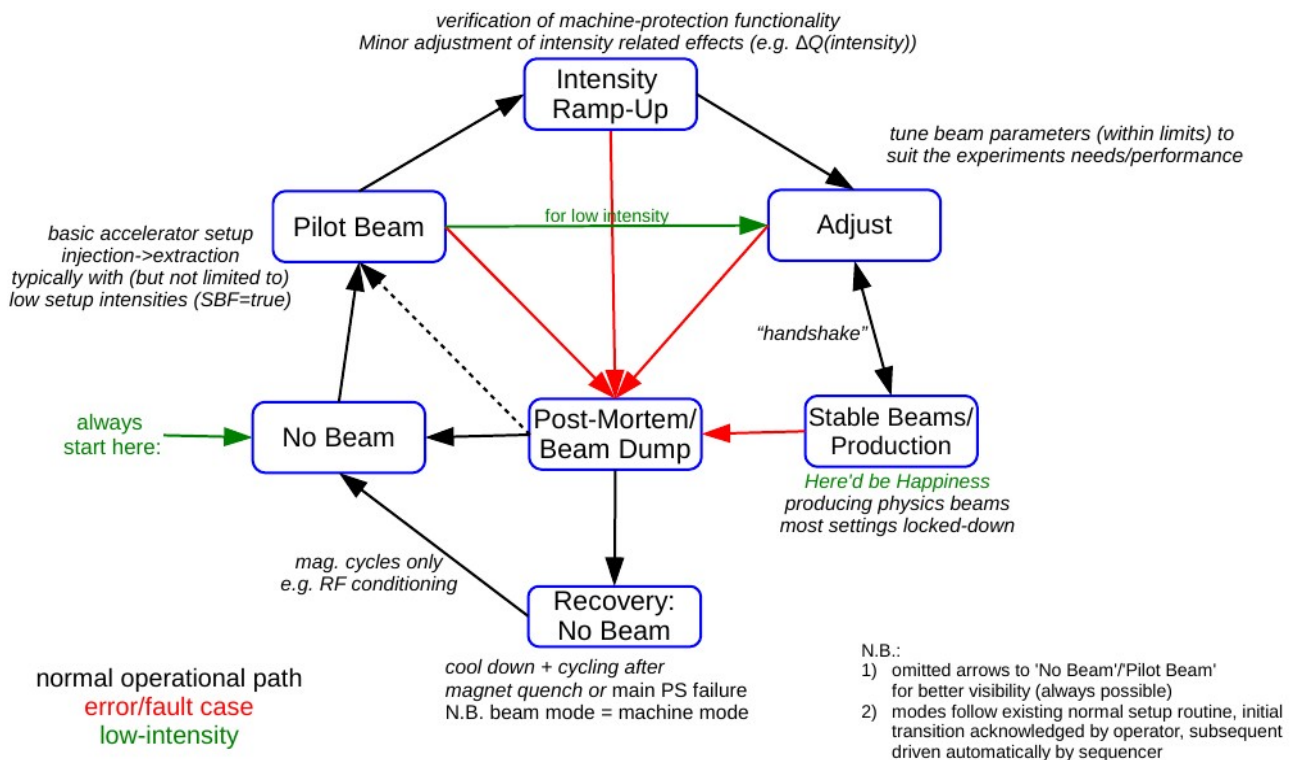 verification of machine-protection functionality
Minor adjustment of intensity related effects (e.g. ΔQ(intensity))
Intensity
Ramp-Up
tune beam parameters (within limits) to
suit the experiments needs/performance
Pilot Beam
for low intensity
Adjust
basic accelerator setup
injection->extraction
typically with (but not limited to)
low setup intensities (SBF=true)
“handshake”
always
start here:
No Beam
Post-Mortem/
Beam Dump
Stable Beams/
Production
Here'd be Happiness
producing physics beams
most settings locked-down
mag. cycles only
e.g. RF conditioning
Recovery:
No Beam
cool down + cycling after
magnet quench or main PS failure
N.B. beam mode = machine mode
normal operational path
error/fault case
low-intensity
N.B.:
1) omitted arrows to 'No Beam'/'Pilot Beam'
for better visibility (always possible)
2) modes follow existing normal setup routine, initial
transition acknowledged by operator, subsequent
driven automatically by sequencer